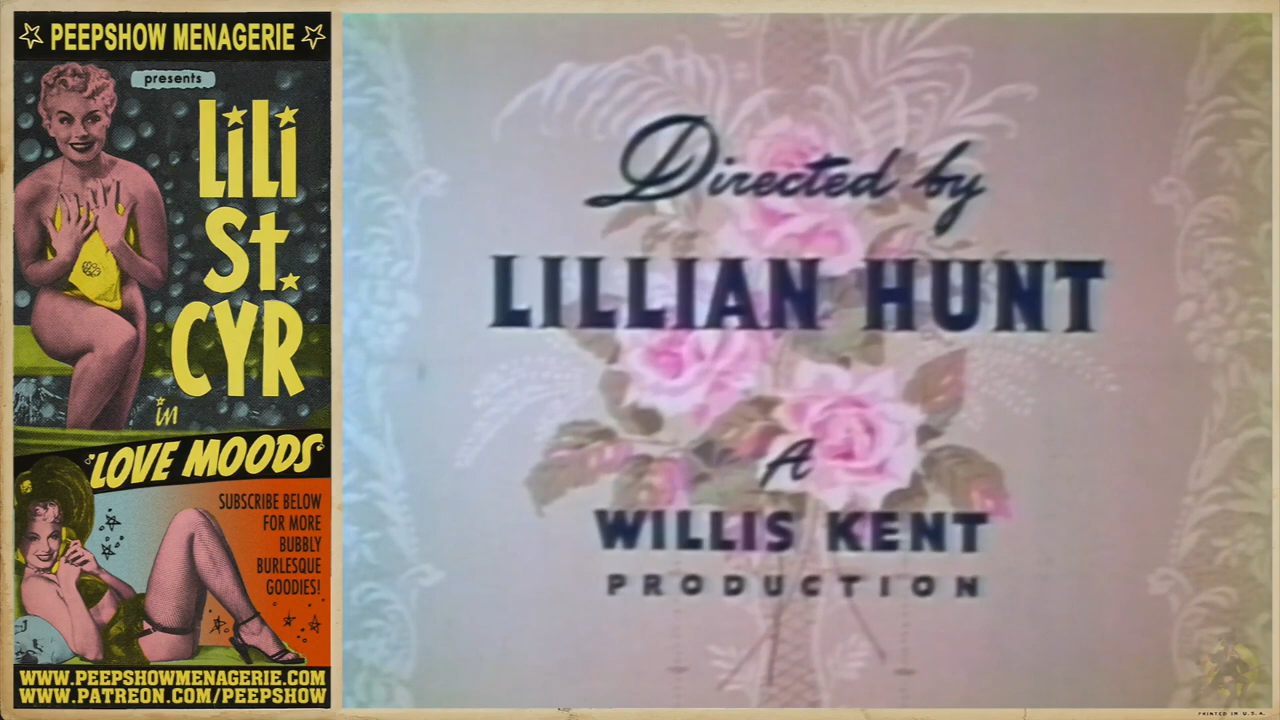 PEEPSHOW MENAGERIE
presents
LiLi
St.
CYR
in
"LOVE MOODS"
SUBSCRIBE BELOW
FOR MORE
BUBBLY
BURLESQUE
GOODIES!
WWW.PEEPSHOWMENAGERIE.COM
WWW.PATREON.COM/PEEPSHOW
Directed by
LILLIAN HUNT
A
WILLIS KENT
PRODUCTION
PRINTED IN U.S.A.